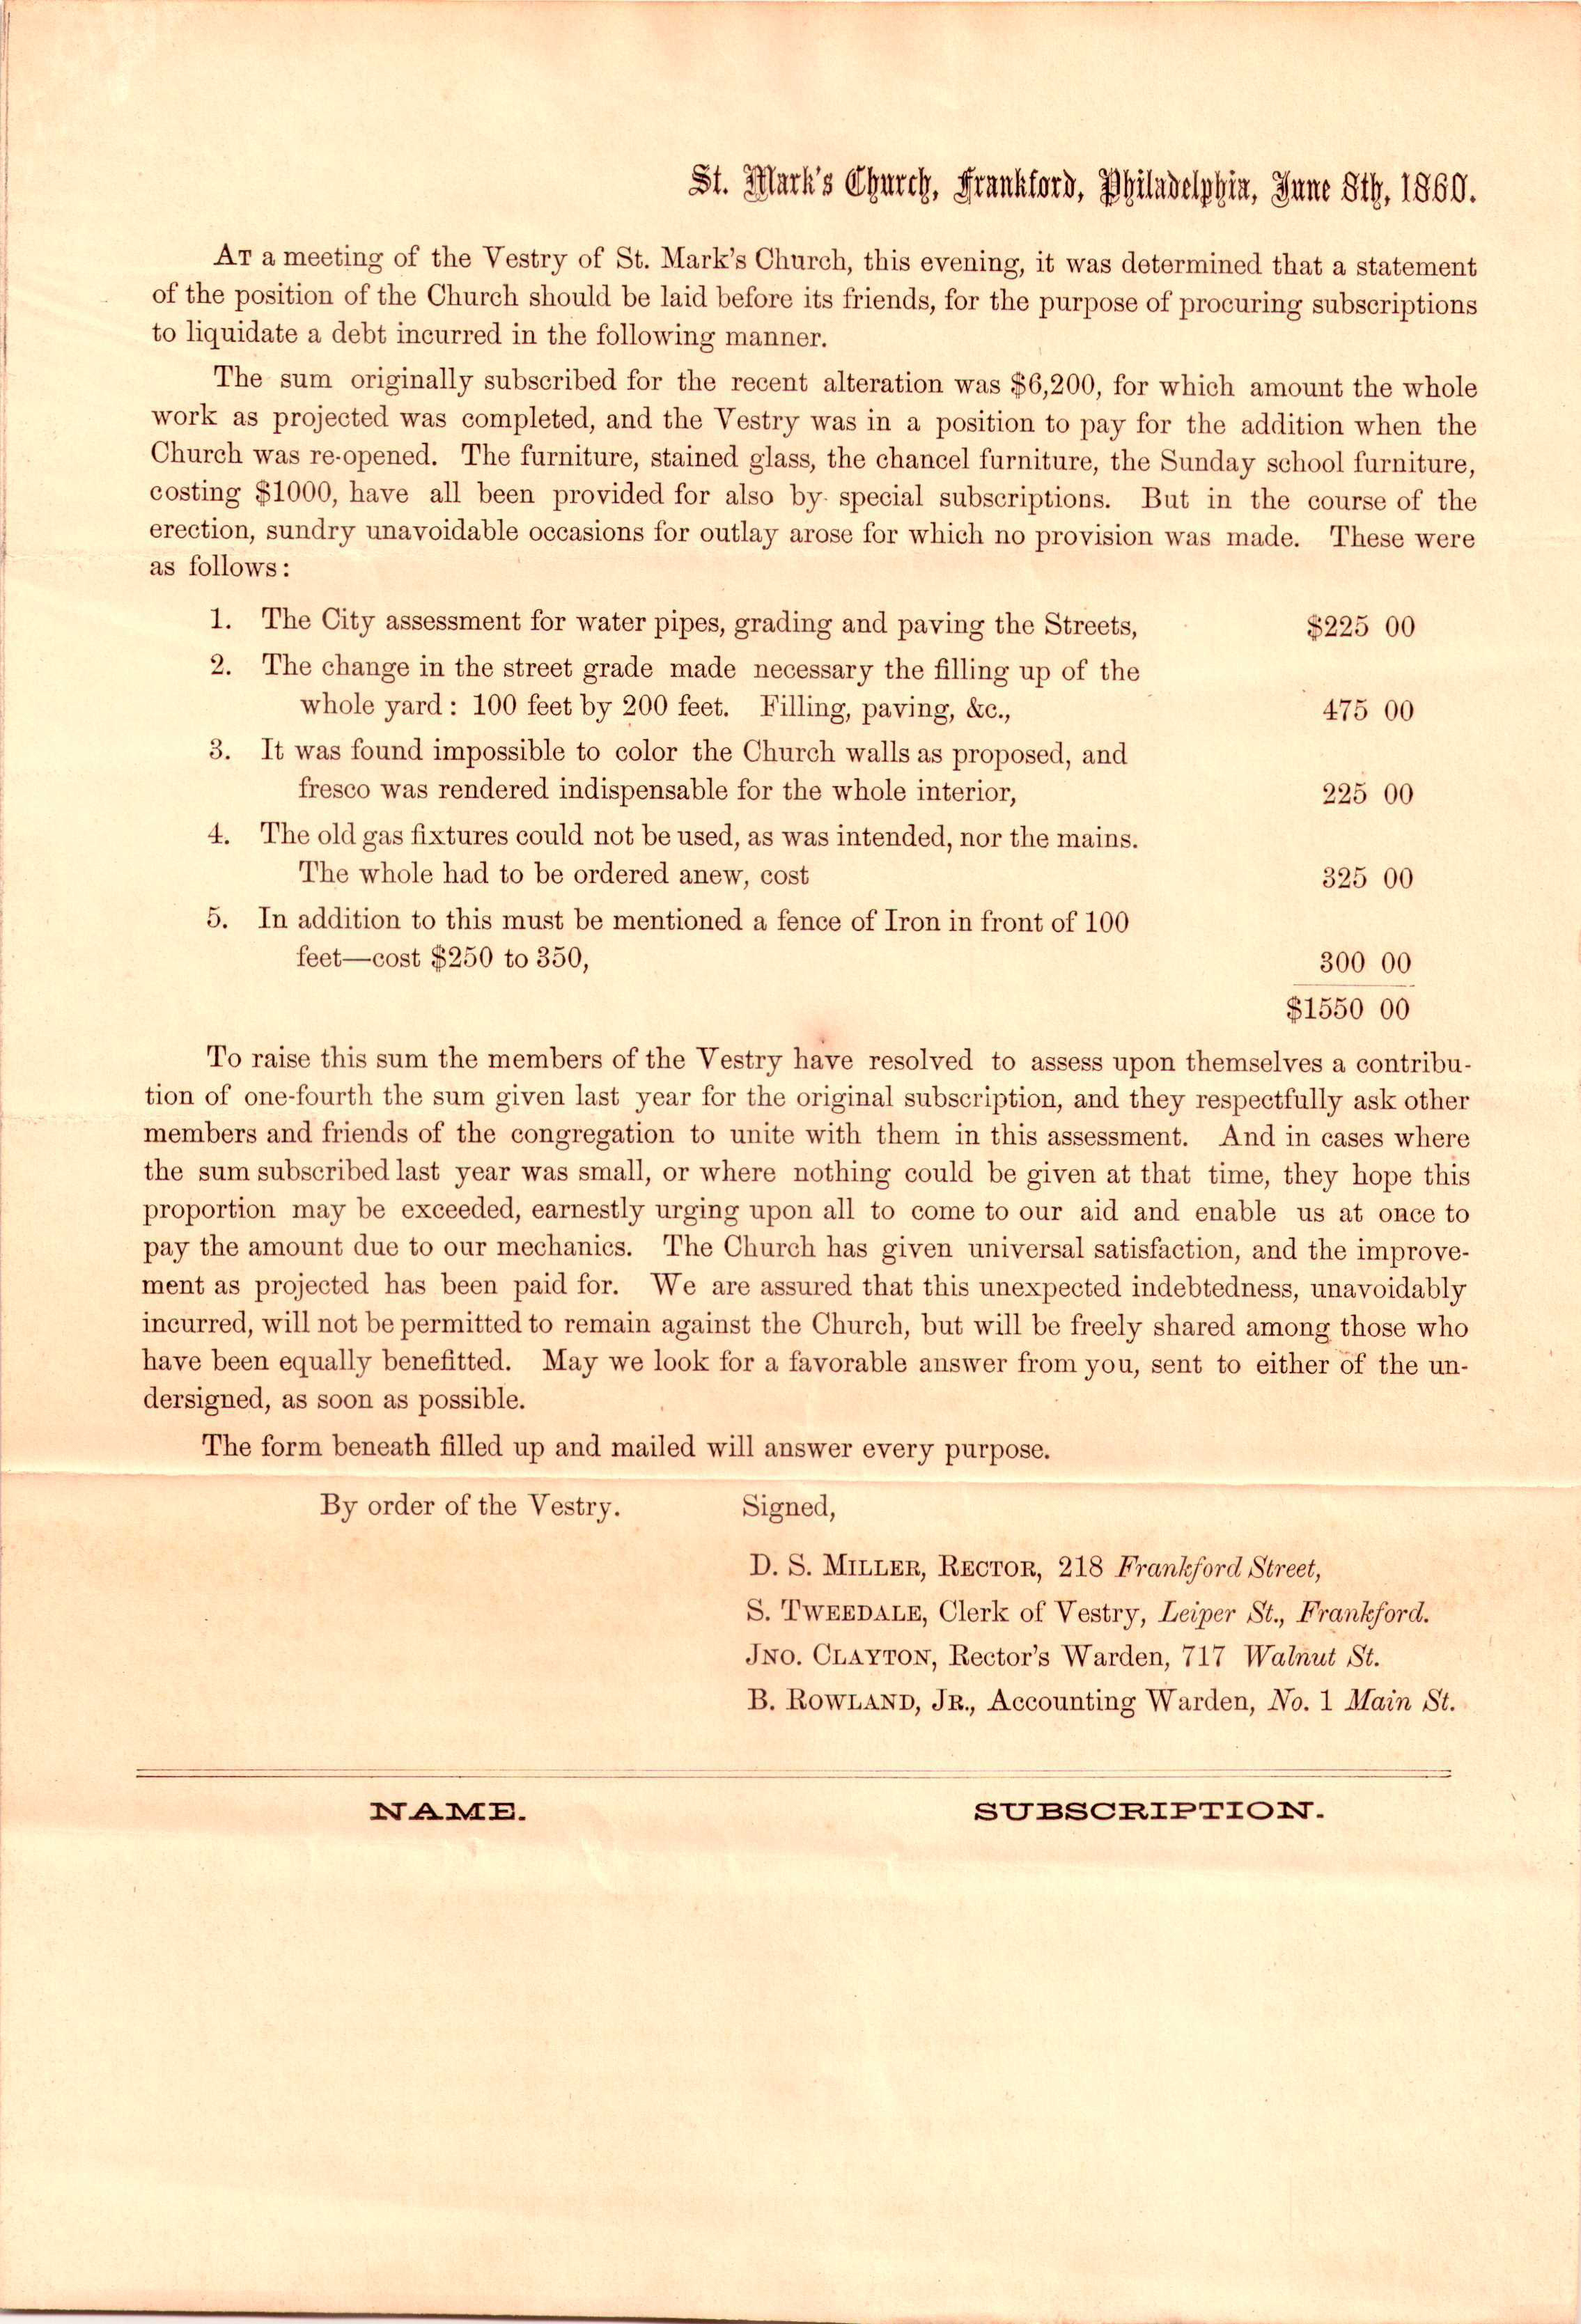 St. Mark's Church, Frankford, Philadelphia, June 8th, 1860.
At a meeting of the Vestry of St. Mark's Church, this evening, it was determined that a statement
of the position of the Church should be laid before its friends, for the purpose of procuring subscriptions
to liquidate a debt incurred in the following manner.
The sum originally subscribed for the recent alteration was $6,200, for which amount the whole
work as projected was completed, and the Vestry was in a position to pay for the addition when the
Church was re-opened. The furniture, stained glass, the chancel furniture, the Sunday school furniture,
costing $1000, have all been provided for also by special subscriptions. But in the course of the
erection, sundry unavoidable occasions for outlay arose for which no provision was made. These were
as follows:
1. The City assessment for water pipes, grading and paving the Streets, $225 00
2. The change in the street grade made necessary the filling up of the
whole yard: 100 feet by 200 feet. Filling, paving, &c., 475 00
3. It was found impossible to color the Church walls as proposed, and
fresco was rendered indispensable for the whole interior, 225 00
4. The old gas fixtures could not be used, as was intended, nor the mains.
The whole had to be ordered anew, cost 325 00
5. In addition to this must be mentioned a fence of Iron in front of 100
feet—cost $250 to 350, 300 00
$1550 00
To raise this sum the members of the Vestry have resolved to assess upon themselves a contribu-
tion of one-fourth the sum given last year for the original subscription, and they respectfully ask other
members and friends of the congregation to unite with them in this assessment. And in cases where
the sum subscribed last year was small, or where nothing could be given at that time, they hope this
proportion may be exceeded, earnestly urging upon all to come to our aid and enable us at once to
pay the amount due to our mechanics. The Church has given universal satisfaction, and the improve-
ment as projected has been paid for. We are assured that this unexpected indebtedness, unavoidably
incurred, will not be permitted to remain against the Church, but will be freely shared among those who
have been equally benefitted. May we look for a favorable answer from you, sent to either of the un-
dersigned, as soon as possible.
The form beneath filled up and mailed will answer every purpose.
By order of the Vestry. Signed,
D. S. Miller, Rector, 218 Frankford Street,
S. Tweedale, Clerk of Vestry, Leiper St., Frankford.
Jno. Clayton, Rector's Warden, 717 Walnut St.
B. Rowland, Jr., Accounting Warden, No. 1 Main St.
NAME. SUBSCRIPTION.